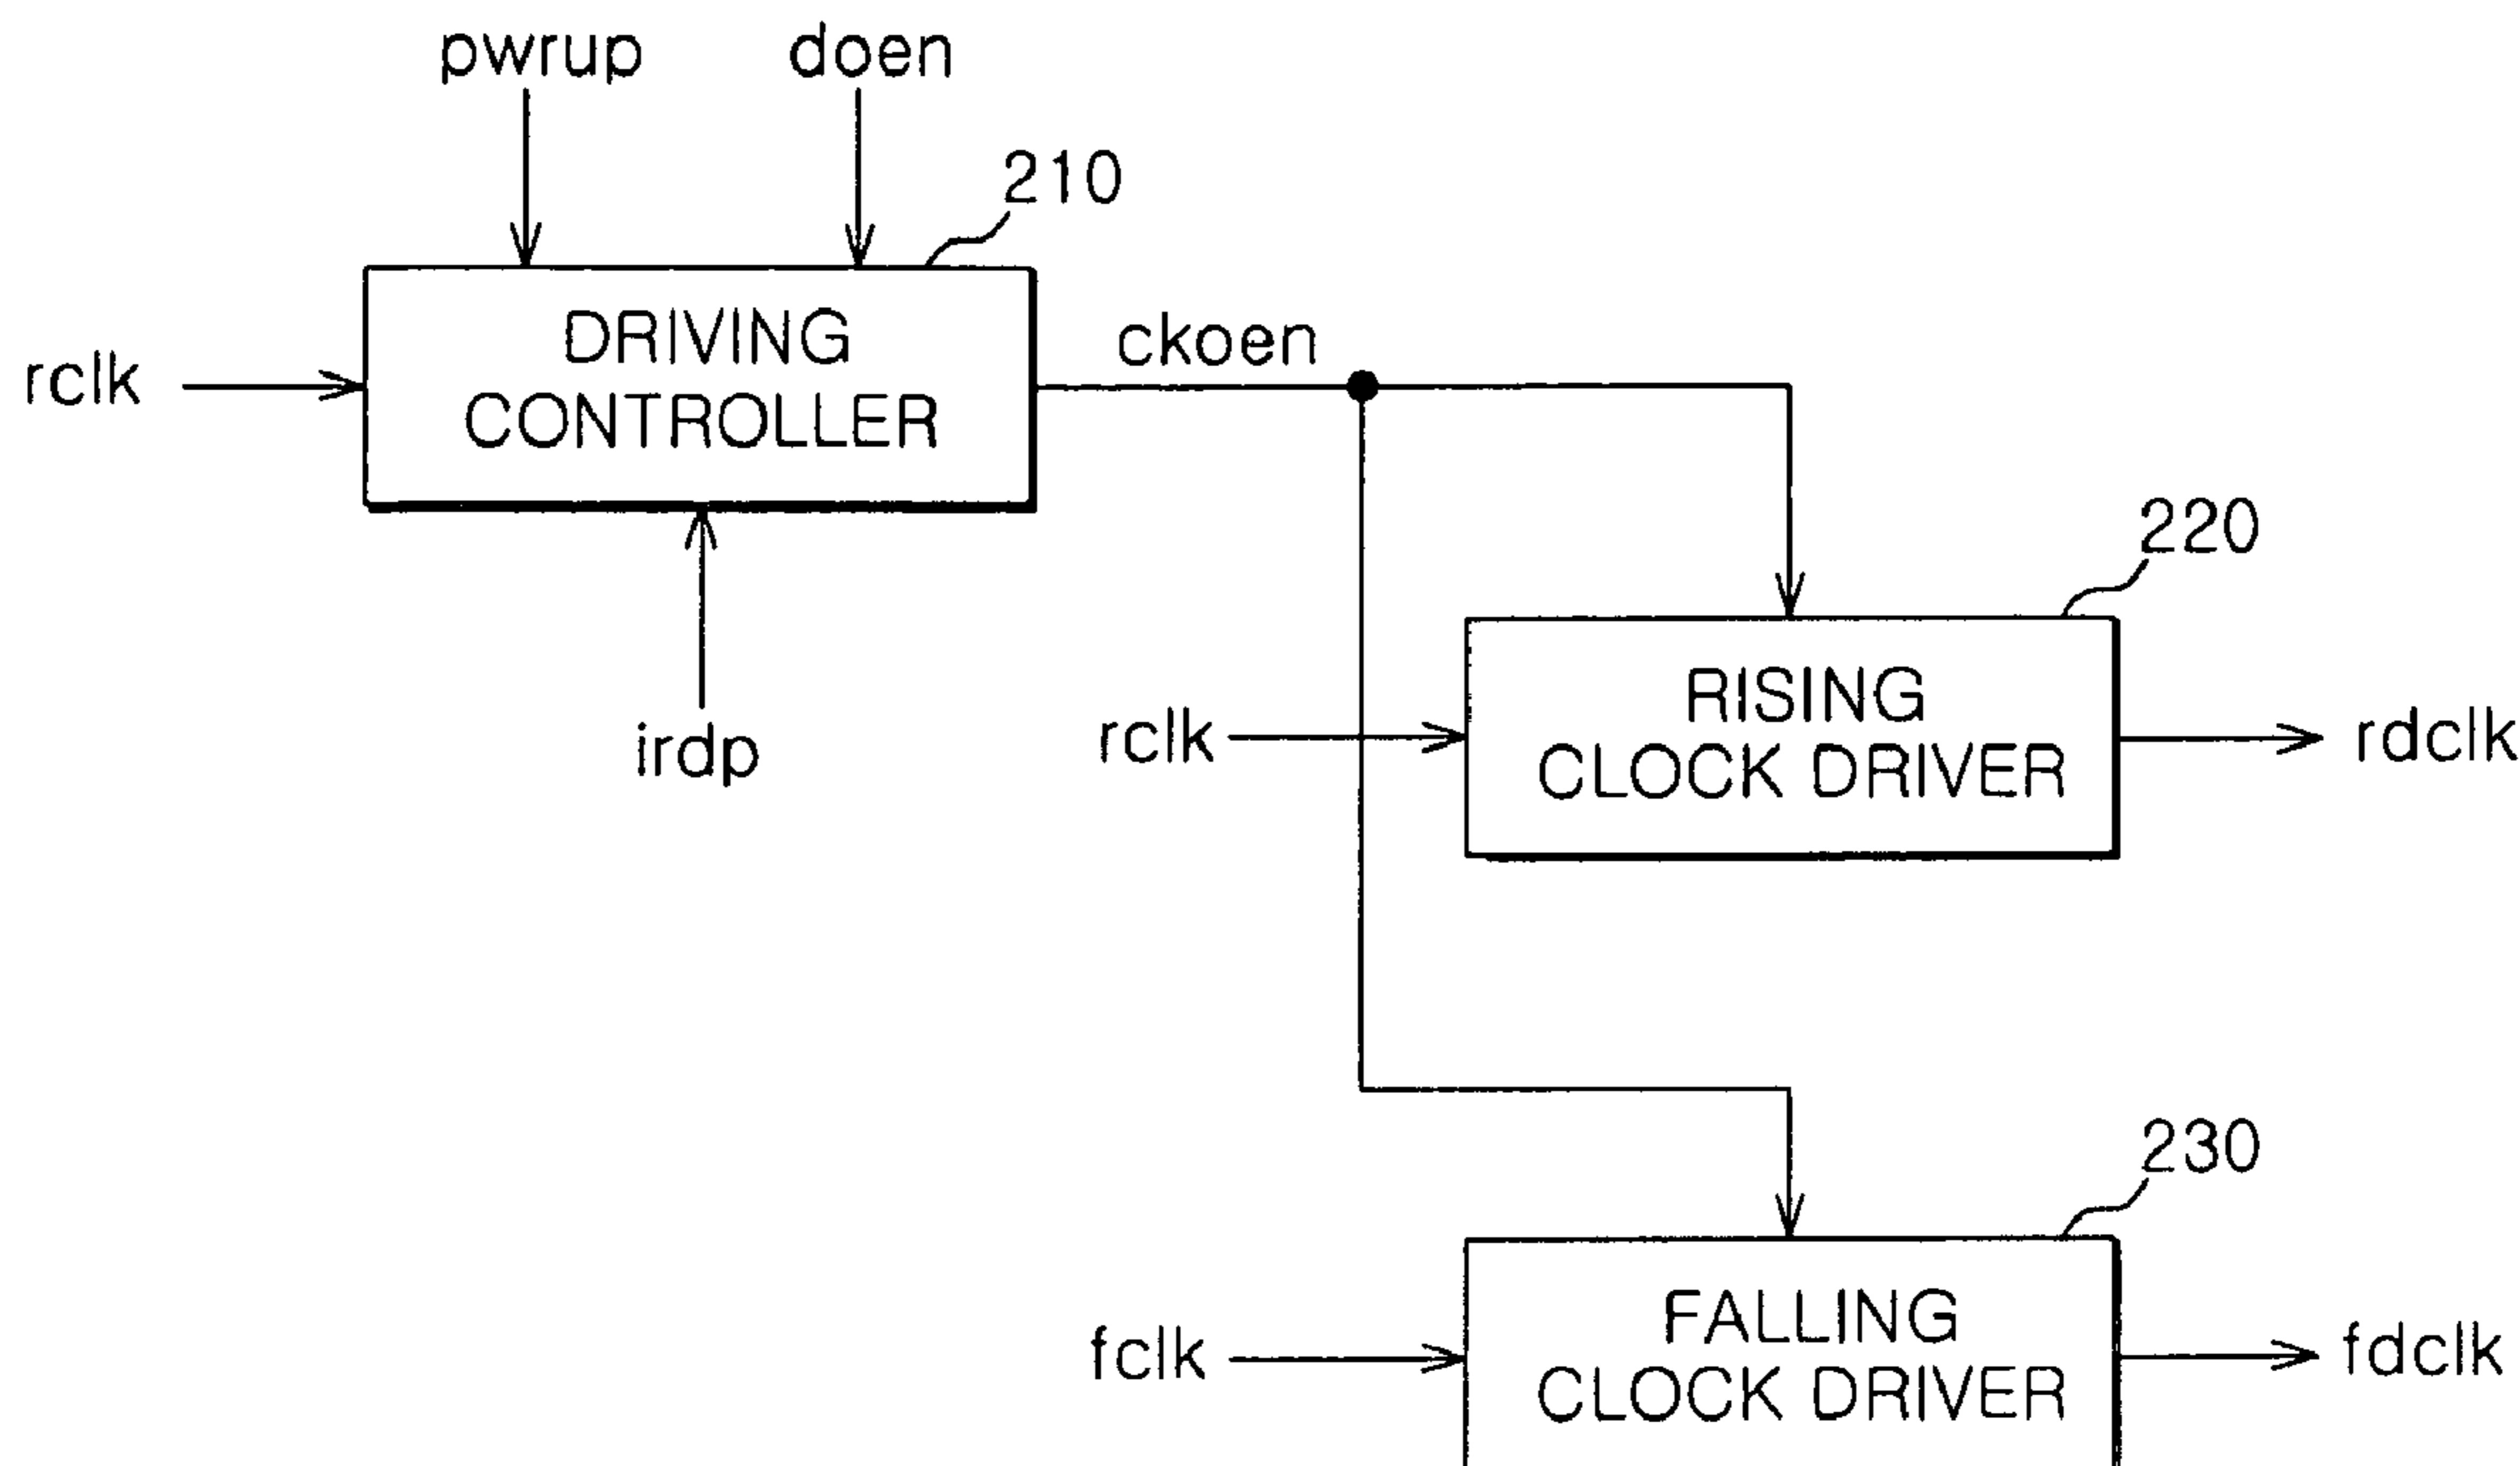 pwrup doen
210
DRIVING
CONTROLLER
rclk
ckoen
irdp
220
RISING
CLOCK DRIVER
rclk
rdclk
230
FALLING
CLOCK DRIVER
fclk
fdclk